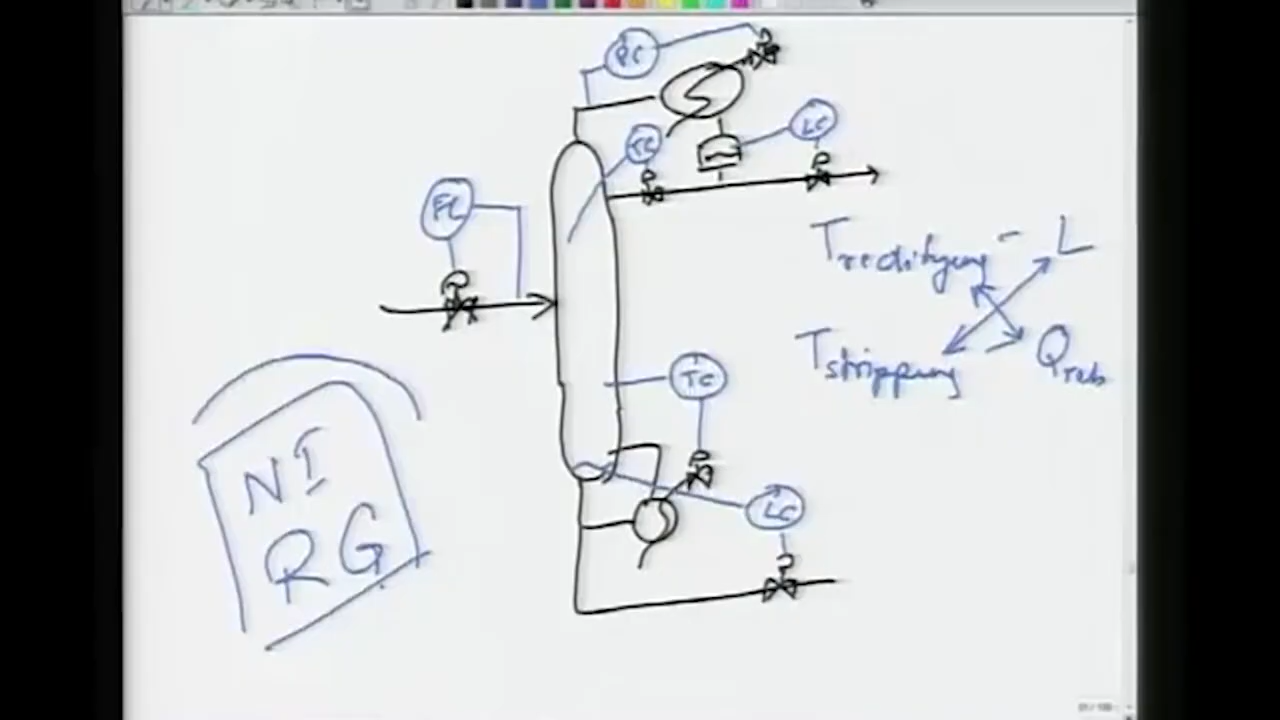 PC
TC
LC
FC
T rectifying - L
T stripping Q reb
TC
NI
RG
LC